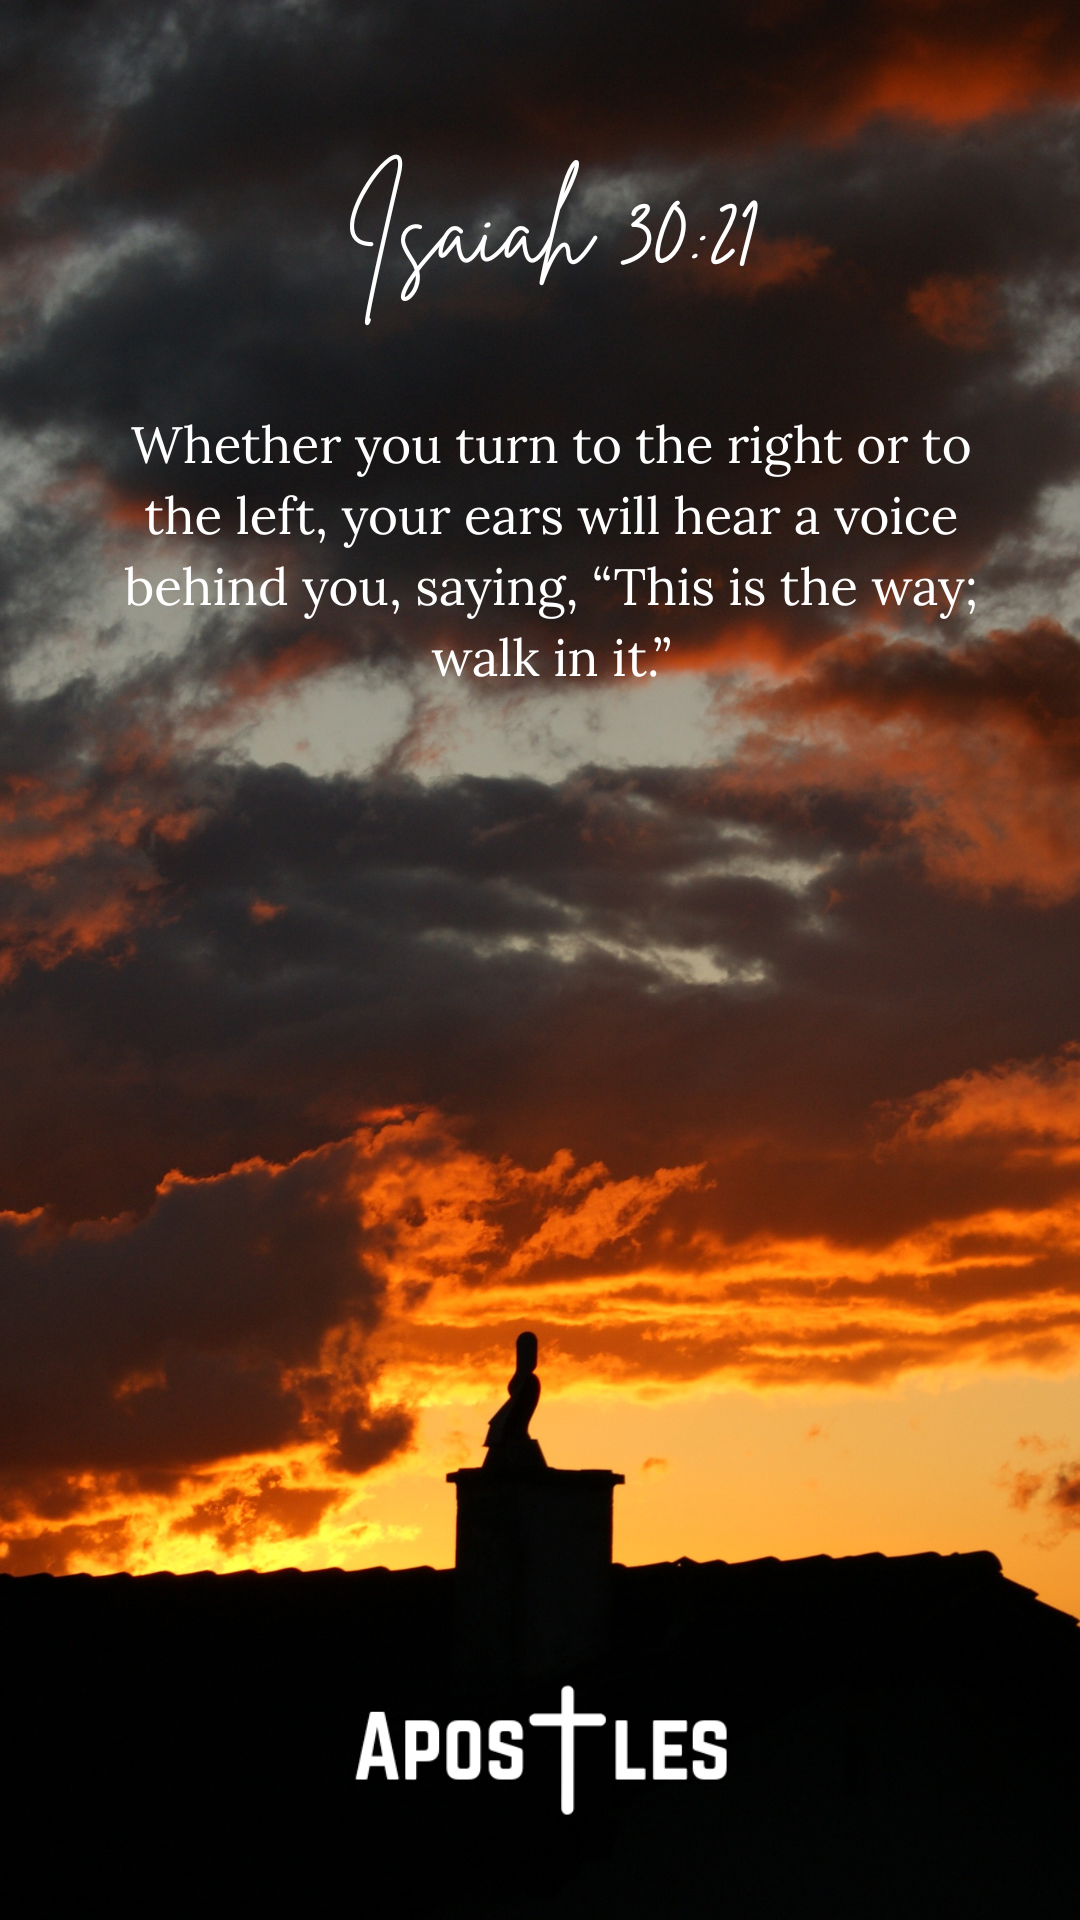 Isaiah 30:21
Whether you turn to the right or to
the left, your ears will hear a voice
behind you, saying, “This is the way;
walk in it.”
APOSTLES